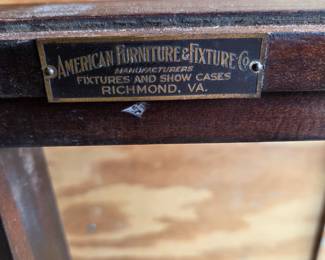 AMERICAN FURNITURE & FIXTURE CO.
MANUFACTURERS
FIXTURES AND SHOW CASES
RICHMOND, VA.